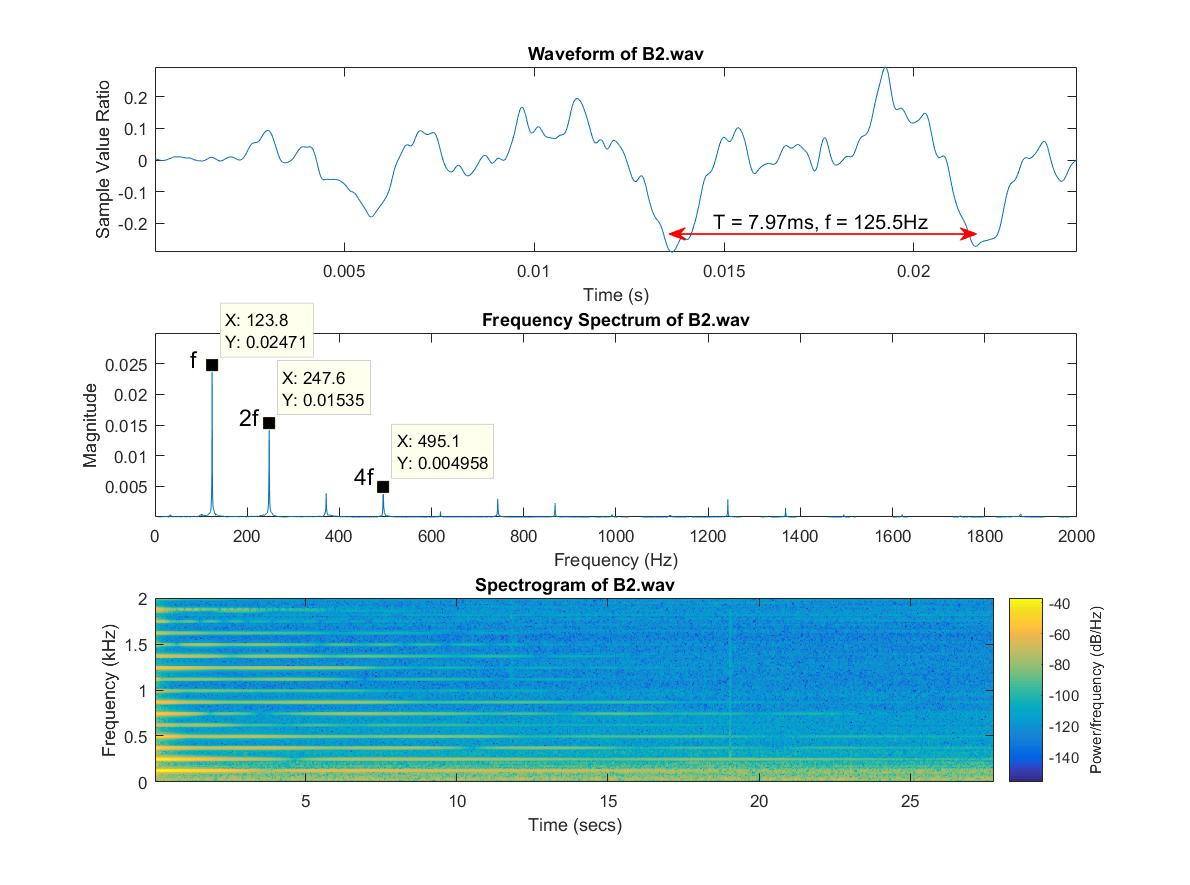 Waveform of B2.wav
Sample Value Ratio
0.2
0.1
0
-0.1
-0.2
T = 7.97ms, f = 125.5Hz
0.005
0.01
0.015
0.02
Time (s)
Frequency Spectrum of B2.wav
X: 123.8
Y: 0.02471
f
X: 247.6
Y: 0.01535
2f
X: 495.1
Y: 0.004958
4f
Magnitude
0.025
0.02
0.015
0.01
0.005
0
200
400
600
800
1000
1200
1400
1600
1800
2000
Frequency (Hz)
Spectrogram of B2.wav
Frequency (kHz)
2
1.5
1
0.5
0
5
10
15
20
25
Time (secs)
-40
-60
-80
-100
-120
-140
Power/frequency (dB/Hz)